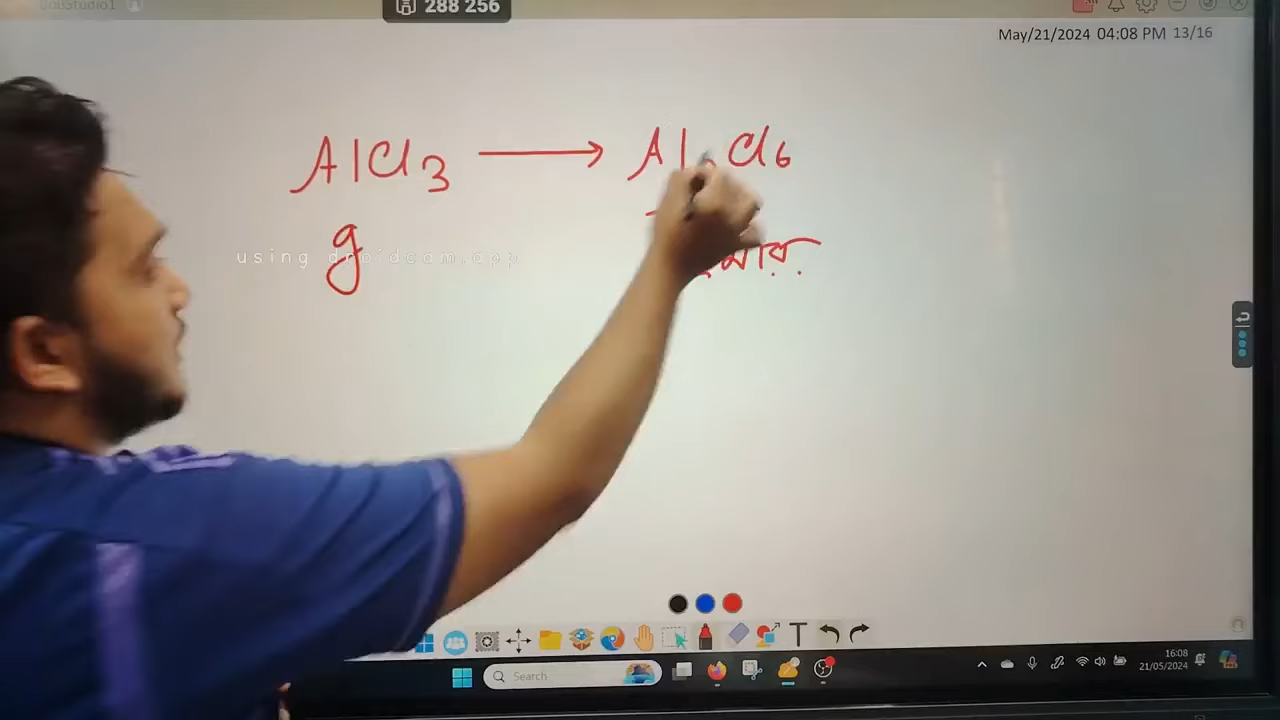 288 256
May/21/2024 04:08 PM 13/16
AlCl3 ⟶ Al Cl6
g
using droidcam.app
T
Search
16:08
21/05/2024